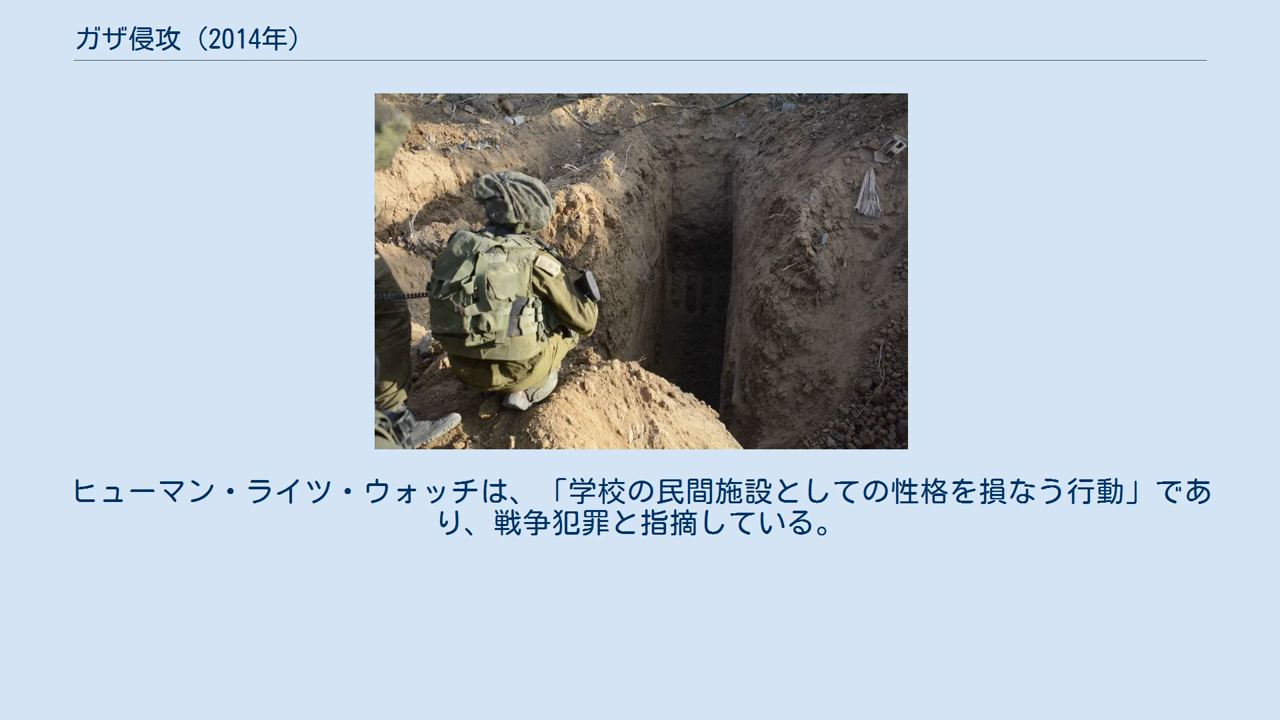 ガザ侵攻（2014年）
ヒューマン・ライツ・ウォッチは、「学校の民間施設としての性格を損なう行動」であ
り、戦争犯罪と指摘している。